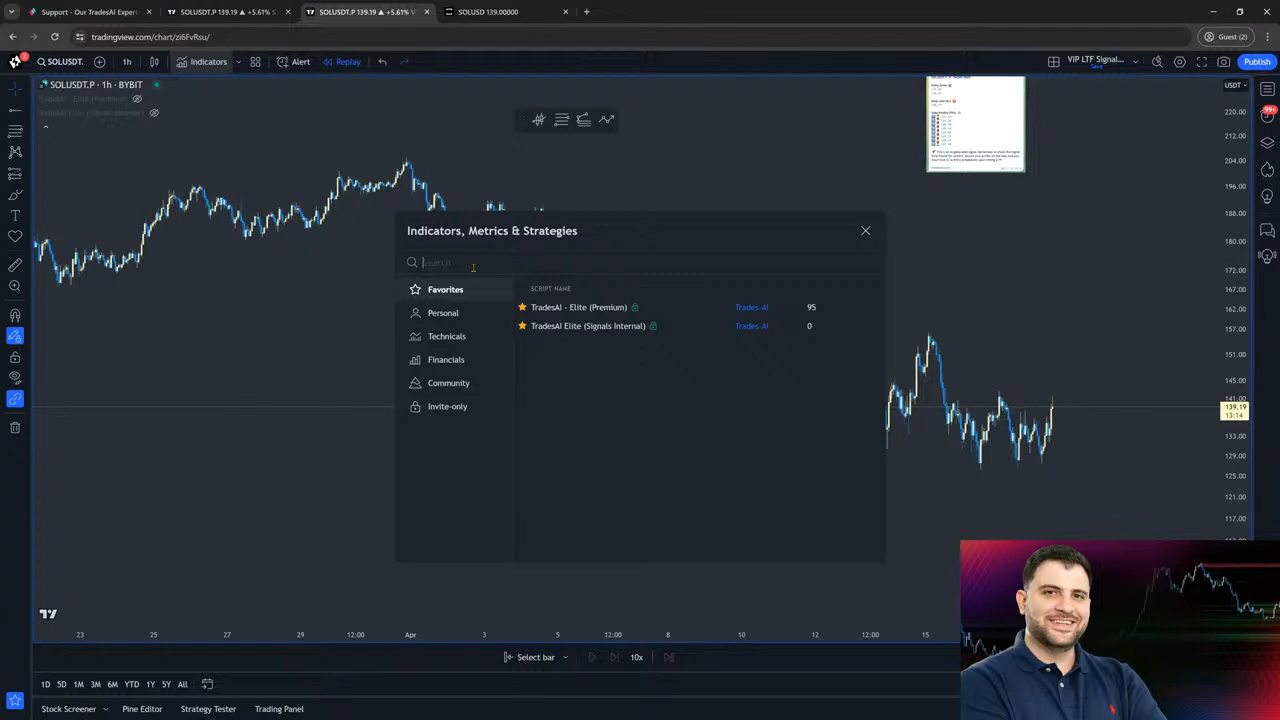 Support - Our TradesAI Expert
SOLUSDT.P 139.19 ▲ +5.61% S
SOLUSDT.P 139.19 ▲ +5.61% V
SOLUSD 139.00000
tradingview.com/chart/zi6FvRsu/
Guest (2)
2
SOLUSDT.
1h
Indicators
Alert
Replay
VIP LTF Signal...
Save
Publish
SOLUSDT.P · 1h · BYBIT
USDT
99+
Indicators, Metrics & Strategies
Search
Favorites
Personal
Technicals
Financials
Community
Invite-only
SCRIPT NAME
TradesAI - Elite (Premium) Trades-AI 95
TradesAI Elite (Signals Internal) Trades-AI 0
220.00
212.00
204.00
196.00
188.00
180.00
172.00
164.00
157.00
151.00
145.00
141.00
139.19
13:14
133.00
129.00
125.00
121.00
117.00
23 25 27 29 12:00 Apr 3 5 12:00 8 10 12 12:00 15
Select bar
10x
1D 5D 1M 3M 6M YTD 1Y 5Y All
Stock Screener Pine Editor Strategy Tester Trading Panel